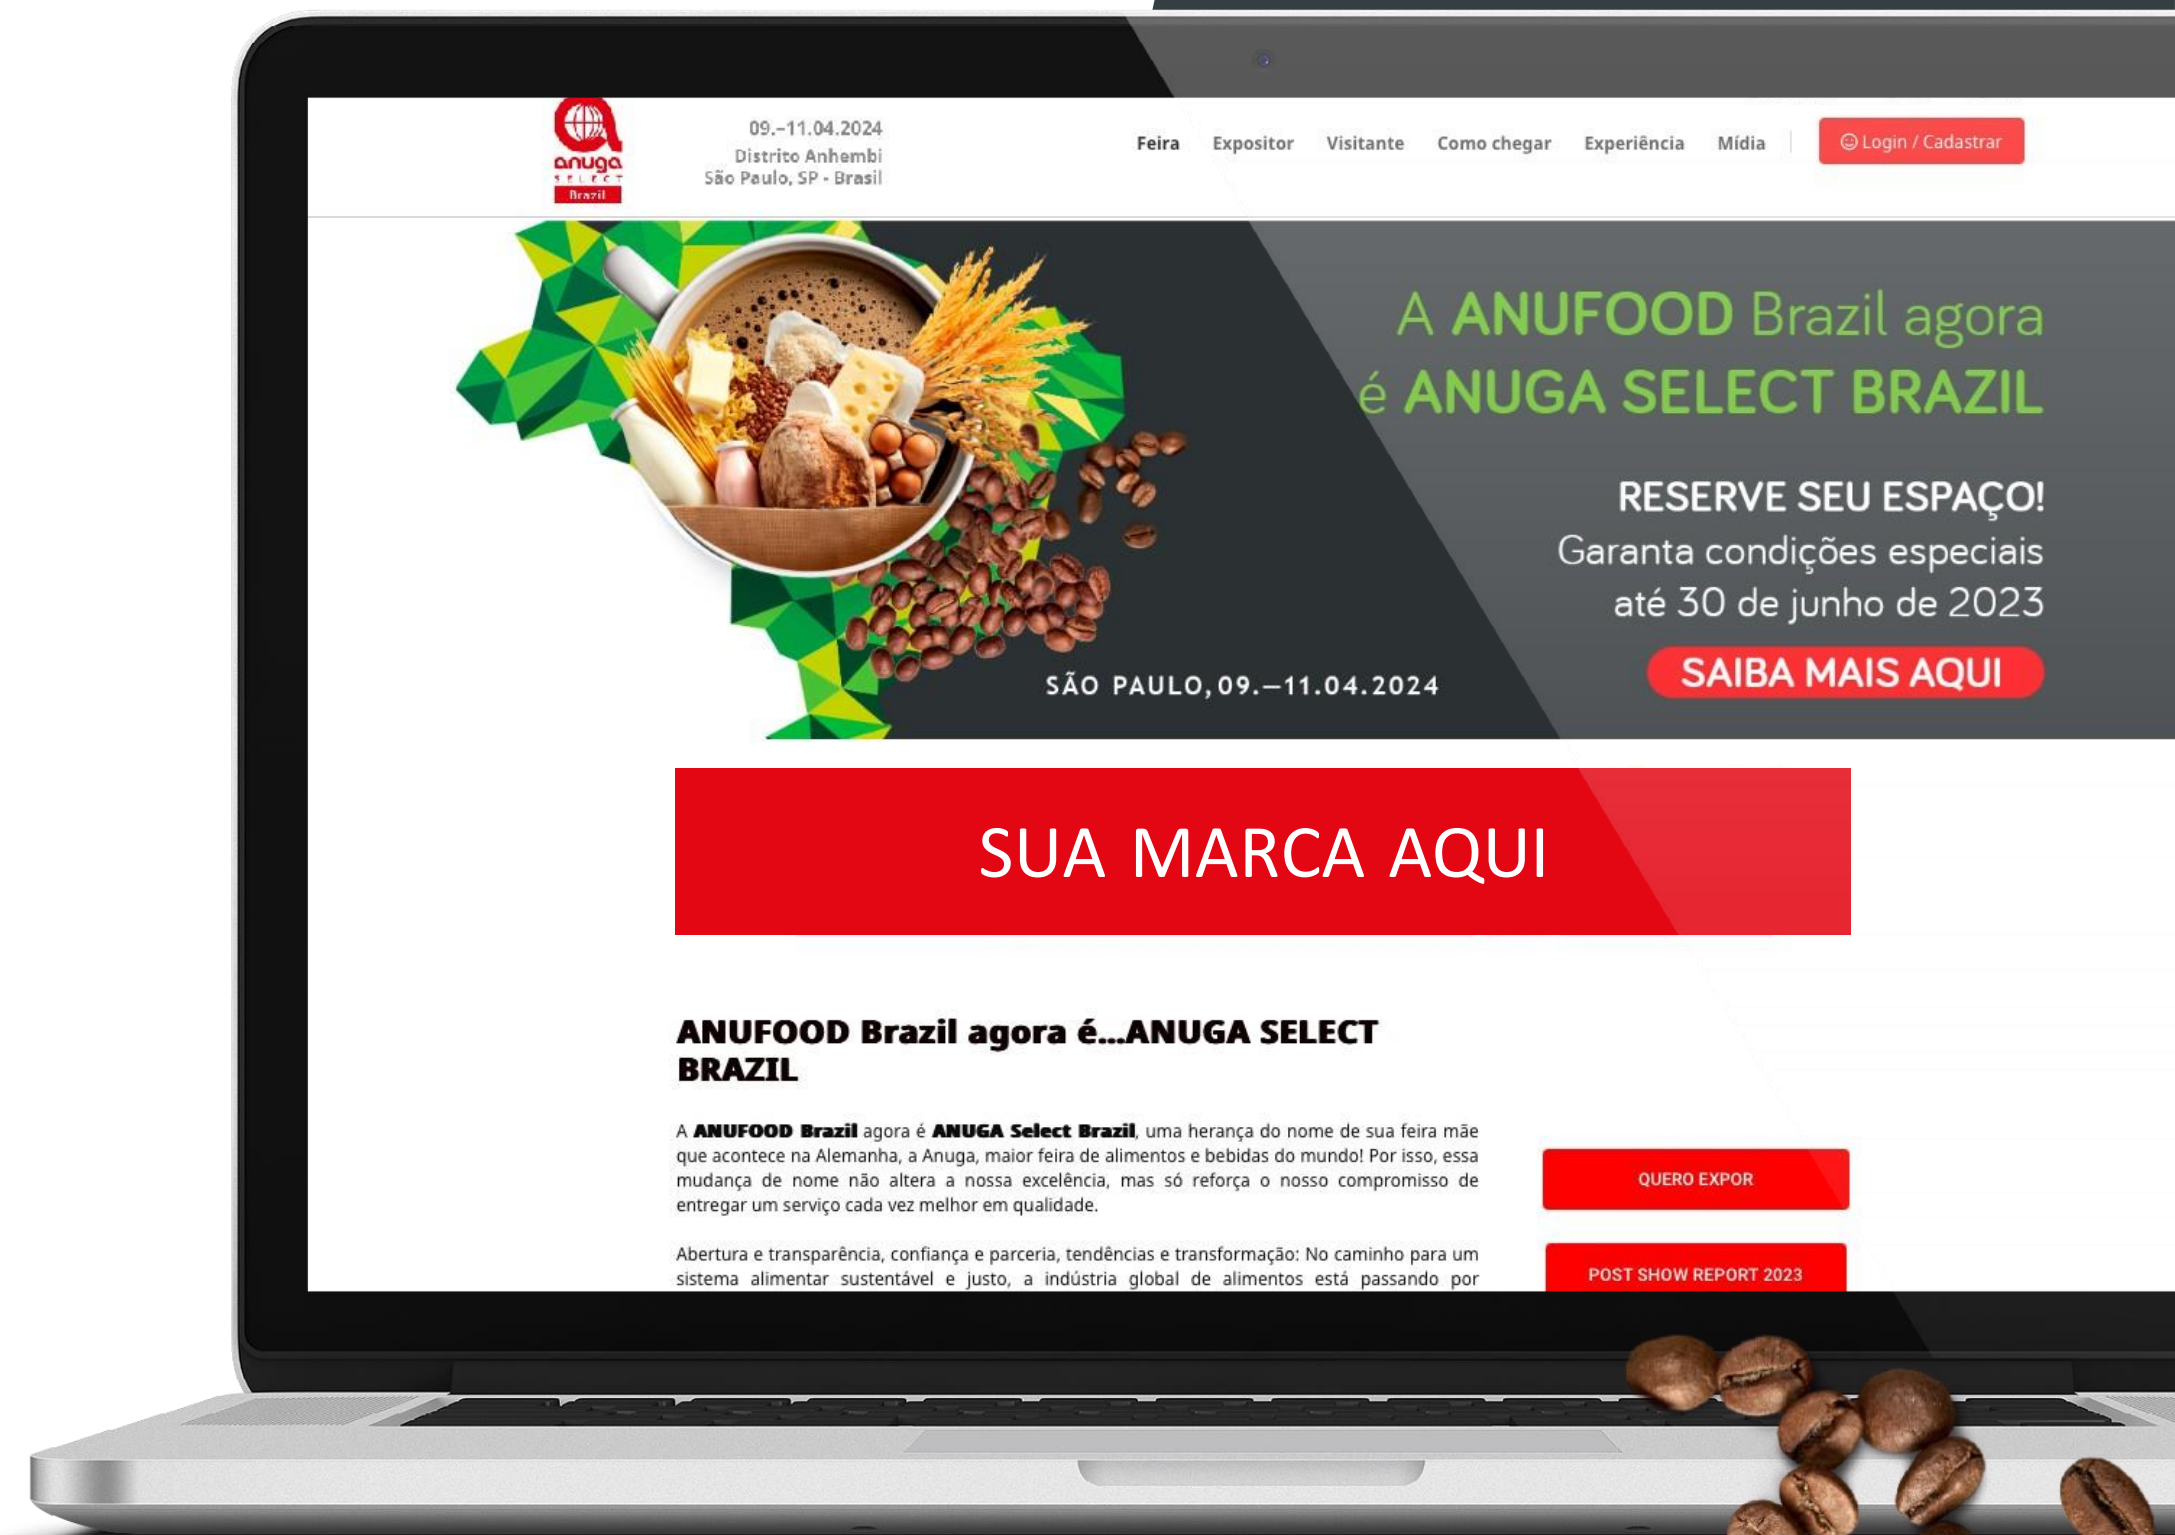 anuga
SELECT
Brazil
09.-11.04.2024
Distrito Anhembi
São Paulo, SP - Brasil
Feira
Expositor
Visitante
Como chegar
Experiência
Mídia
Login / Cadastrar
A ANUFOOD Brazil agora
é ANUGA SELECT BRAZIL
RESERVE SEU ESPAÇO!
Garanta condições especiais
até 30 de junho de 2023
SAIBA MAIS AQUI
SÃO PAULO, 09.—11.04.2024
SUA MARCA AQUI
ANUFOOD Brazil agora é...ANUGA SELECT
BRAZIL
A ANUFOOD Brazil agora é ANUGA Select Brazil, uma herança do nome de sua feira mãe
que acontece na Alemanha, a Anuga, maior feira de alimentos e bebidas do mundo! Por isso, essa
mudança de nome não altera a nossa excelência, mas só reforça o nosso compromisso de
entregar um serviço cada vez melhor em qualidade.
Abertura e transparência, confiança e parceria, tendências e transformação: No caminho para um
sistema alimentar sustentável e justo, a indústria global de alimentos está passando por
QUERO EXPOR
POST SHOW REPORT 2023